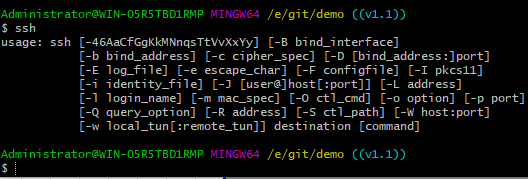 Administrator@WIN-O5R5TBD1RMP MINGW64 /e/git/demo ((v1.1))
$ ssh
usage: ssh [-46AaCfGgKkMNnqsTtVvXxYy] [-B bind_interface]
           [-b bind_address] [-c cipher_spec] [-D [bind_address:]port]
           [-E log_file] [-e escape_char] [-F configfile] [-I pkcs11]
           [-i identity_file] [-J [user@]host[:port]] [-L address]
           [-l login_name] [-m mac_spec] [-O ctl_cmd] [-o option] [-p port]
           [-Q query_option] [-R address] [-S ctl_path] [-W host:port]
           [-w local_tun[:remote_tun]] destination [command]
Administrator@WIN-O5R5TBD1RMP MINGW64 /e/git/demo ((v1.1))
$